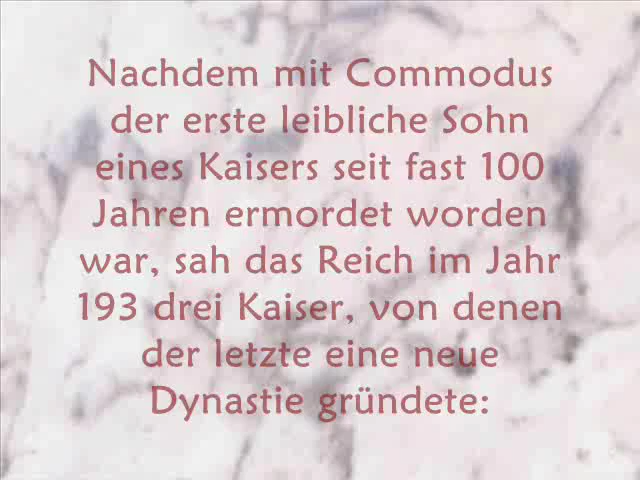 Nachdem mit Commodus
der erste leibliche Sohn
eines Kaisers seit fast 100
Jahren ermordet worden
war, sah das Reich im Jahr
193 drei Kaiser, von denen
der letzte eine neue
Dynastie gründete: